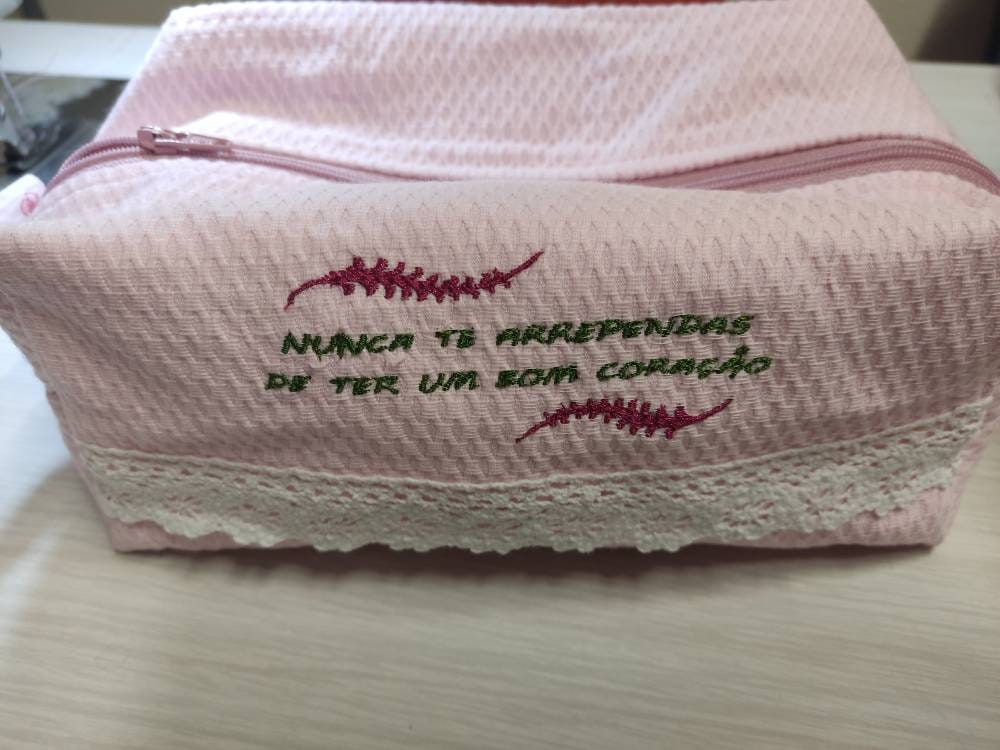 NUNCA TE ARREPENDAS
DE TER UM BOM CORAÇÃO